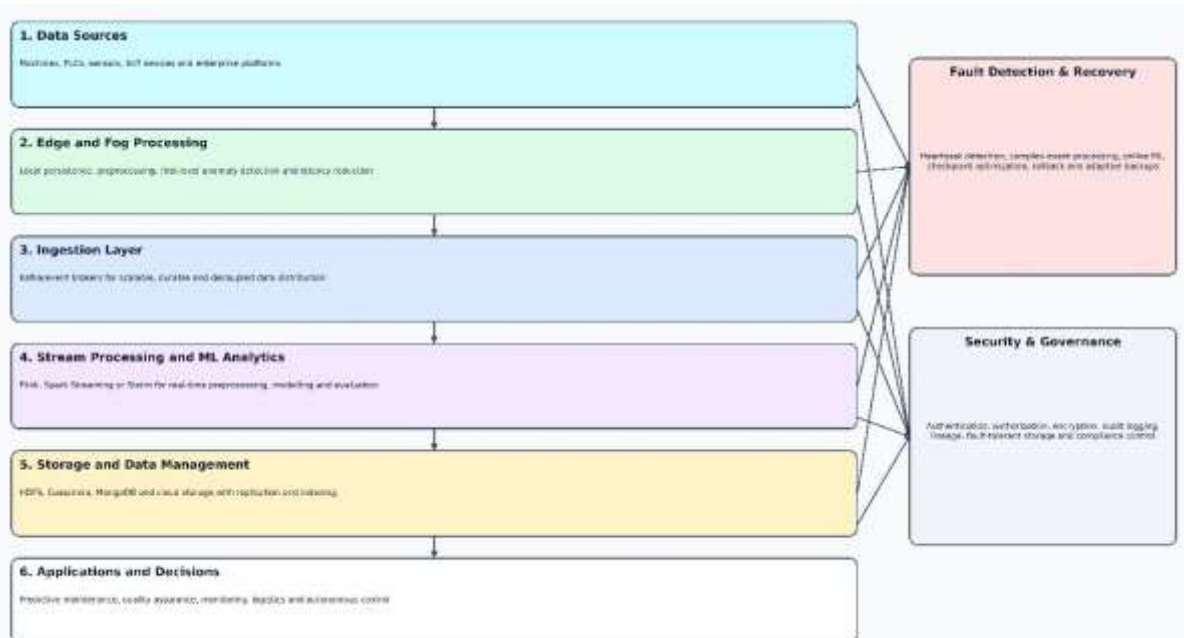 1. Data Sources
Machines, PLCs, sensors, IIoT devices and enterprise platforms
2. Edge and Fog Processing
Local persistence, preprocessing, first-level anomaly detection and latency reduction
3. Ingestion Layer
brokers for scalable, durable and decoupled data distribution
4. Stream Processing and ML Analytics
Flink, Spark Streaming or Storm for real-time preprocessing, modelling and evaluation
5. Storage and Data Management
HDFS, Cassandra, MongoDB and cloud storage with replication and indexing
6. Applications and Decisions
Predictive maintenance, quality assurance, monitoring, logistics and autonomous control
Fault Detection & Recovery
Heartbeat detection, complex event processing, online ML,
checkpoint optimization, rollback and adaptive backups
Security & Governance
Authentication, authorization, encryption, audit logging,
lineage, fault-tolerant storage and compliance control